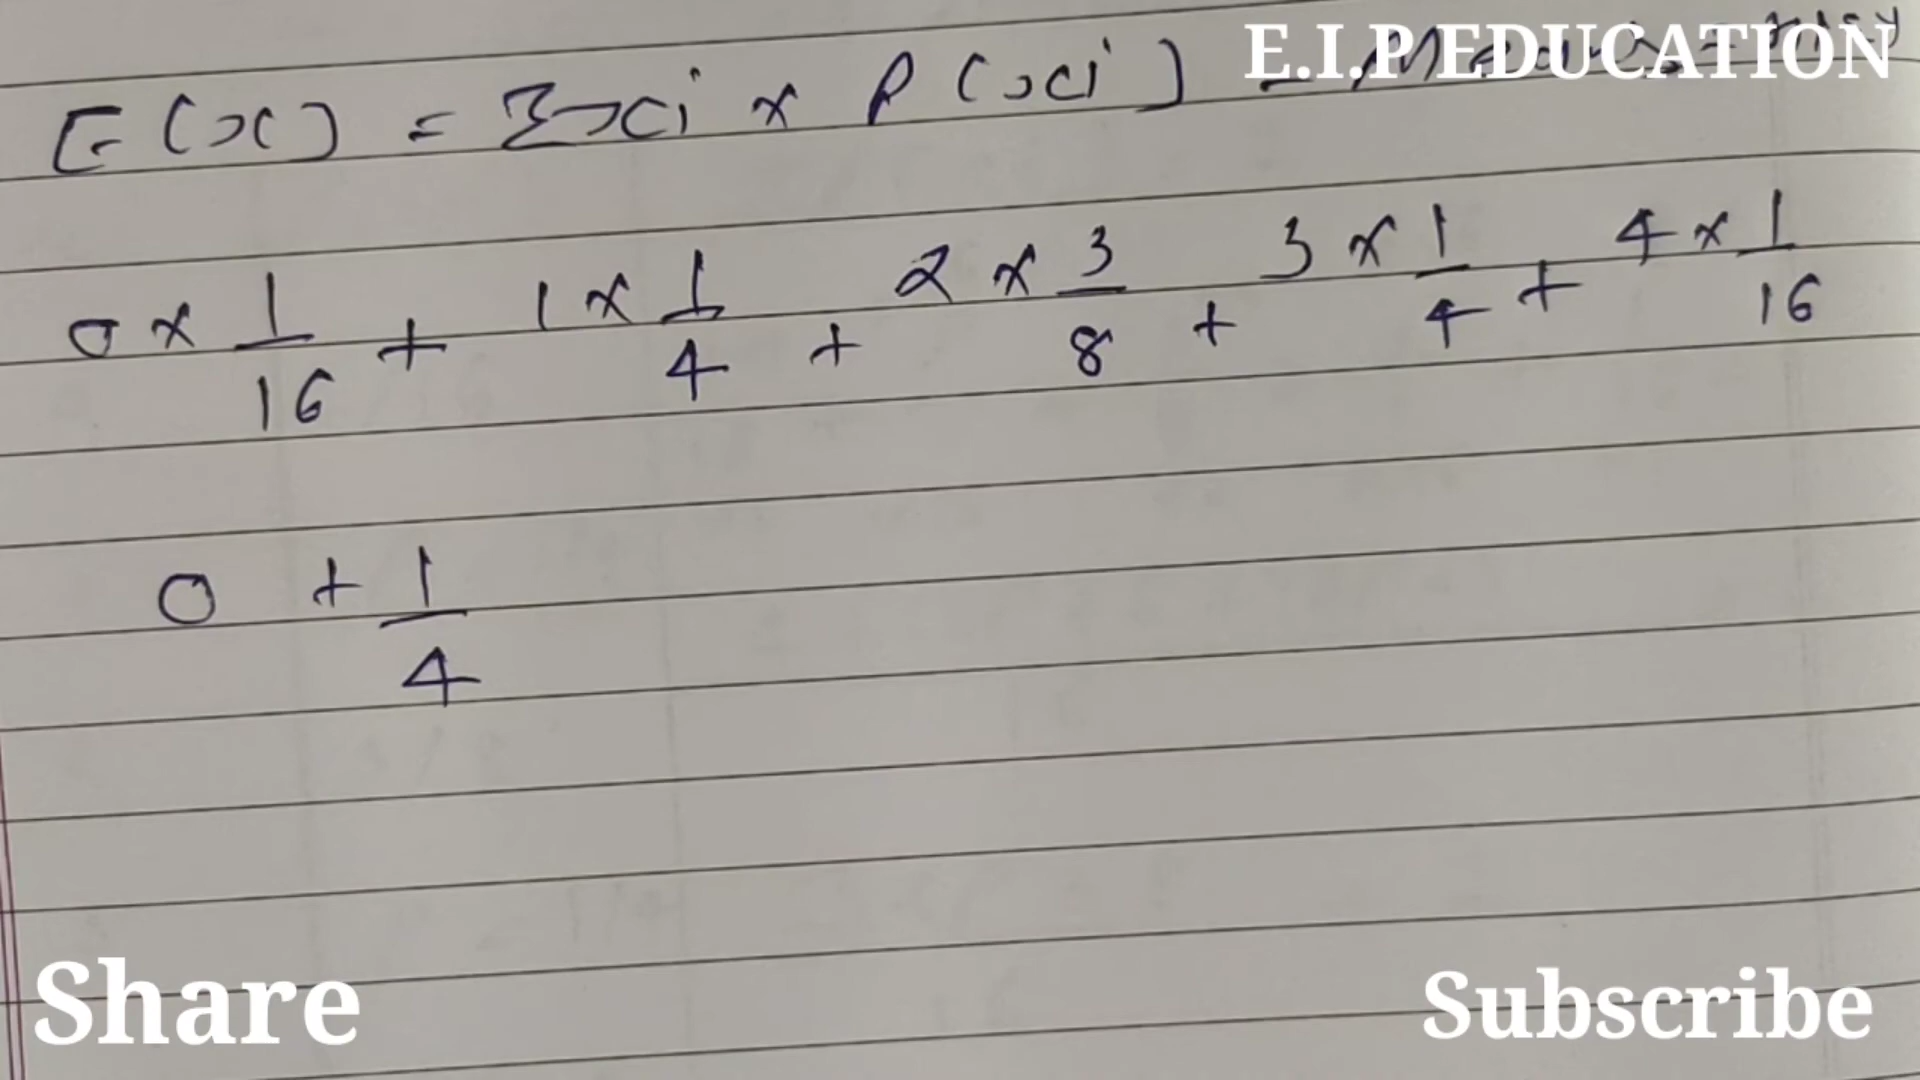 E.I.P EDUCATION
E(x) = Σxi × P(xi) = Mean
0 × 1/16 + 1 × 1/4 + 2 × 3/8 + 3 × 1/4 + 4 × 1/16
0 + 1/4
Share
Subscribe